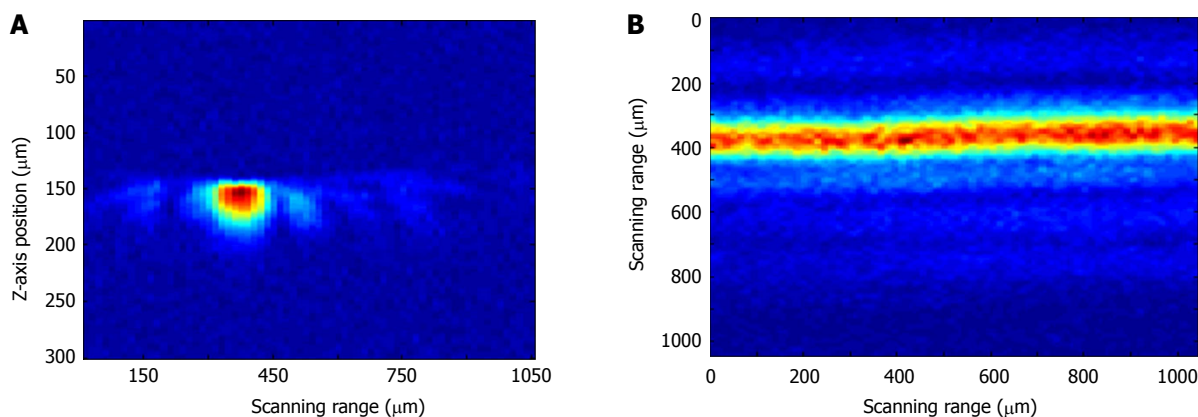 A
50
100
150
200
250
300
Z-axis position (μm)
150 450 750 1050
Scanning range (μm)
B
0
200
400
600
800
1000
Scanning range (μm)
0 200 400 600 800 1000
Scanning range (μm)